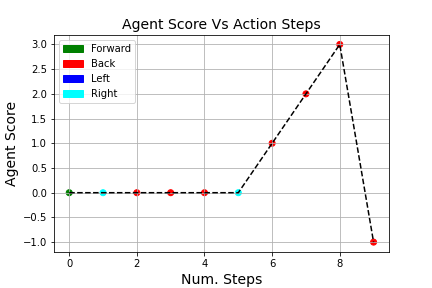 Agent Score Vs Action Steps
Forward
Back
Left
Right
3.0
2.5
2.0
1.5
1.0
0.5
0.0
−0.5
−1.0
Agent Score
0 2 4 6 8
Num. Steps